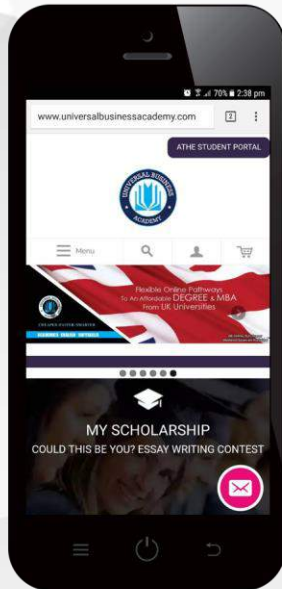 70% 2:38 pm
www.universalbusinessacademy.com
2
ATHE STUDENT PORTAL
UNIVERSAL BUSINESS
ACADEMY
Menu
Flexible Online Pathways
To An Affordable DEGREE & MBA
From UK Universities
MY SCHOLARSHIP
COULD THIS BE YOU? ESSAY WRITING CONTEST